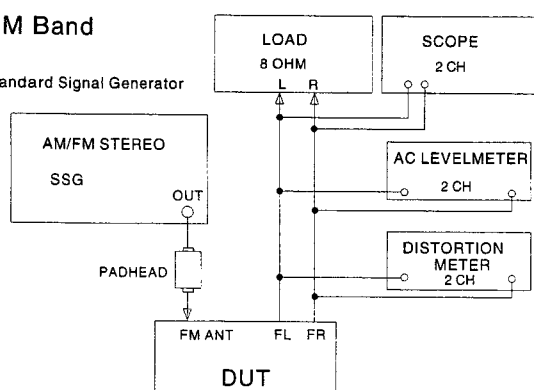 M Band
andard Signal Generator
AM/FM STEREO
SSG
OUT
PADHEAD
LOAD
8 OHM
L R
SCOPE
2 CH
AC LEVELMETER
2 CH
DISTORTION
METER
2 CH
FM ANT FL FR
DUT